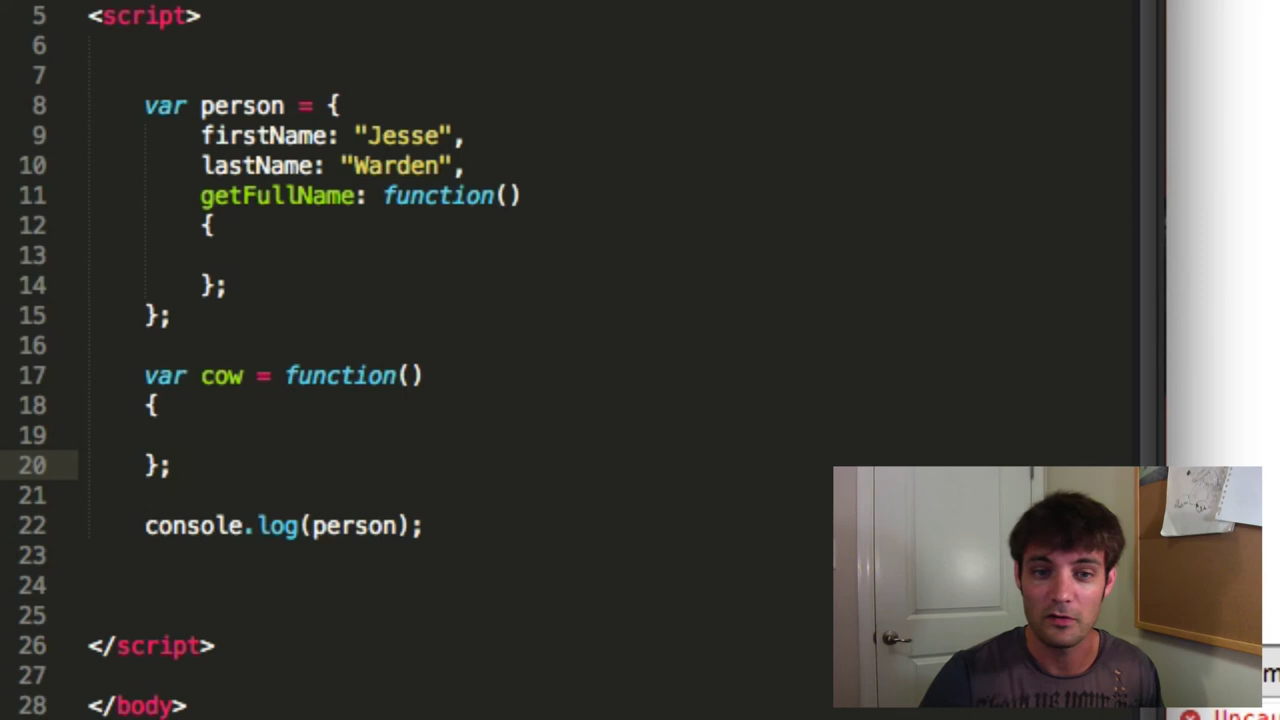 5 <script>
6
7
8 var person = {
9 firstName: "Jesse",
10 lastName: "Warden",
11 getFullName: function()
12 {
13
14 };
15 };
16
17 var cow = function()
18 {
19
20 };
21
22 console.log(person);
23
24
25
26 </script>
27
28 </body>